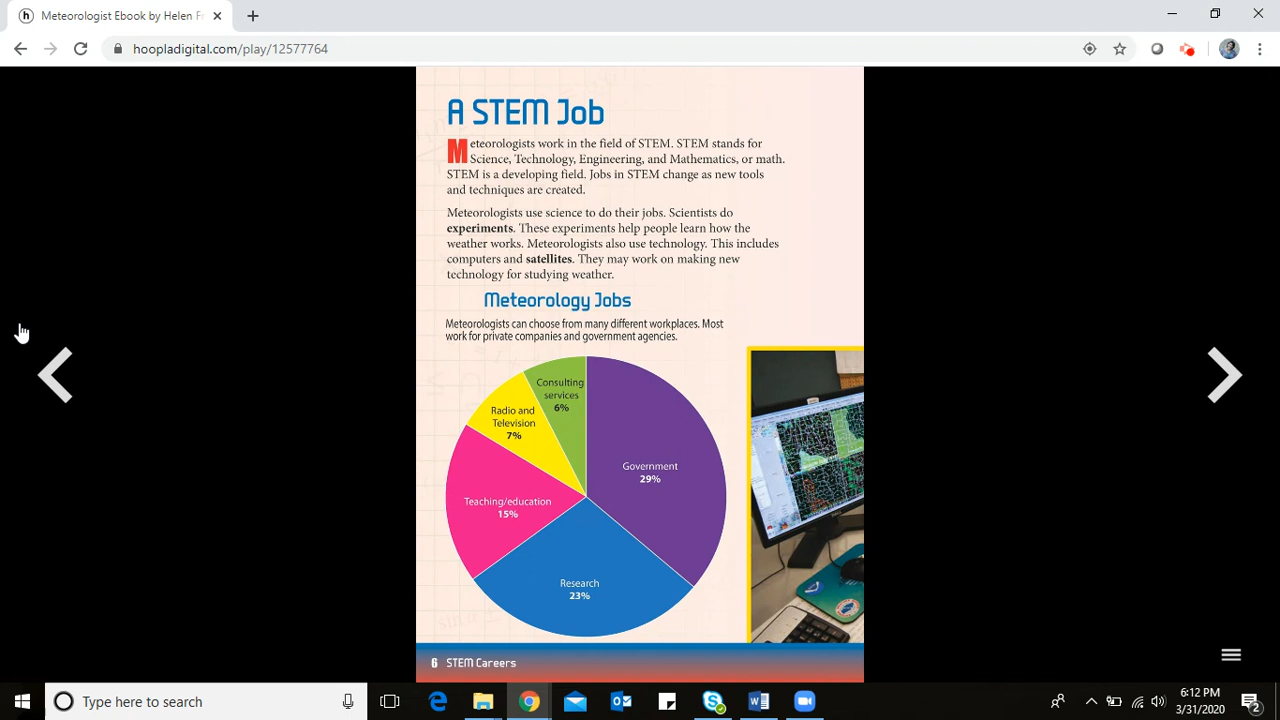 Meteorologist Ebook by Helen Fr
hoopladigital.com/play/12577764
A STEM Job
Meteorologists work in the field of STEM. STEM stands for
Science, Technology, Engineering, and Mathematics, or math.
STEM is a developing field. Jobs in STEM change as new tools
and techniques are created.
Meteorologists use science to do their jobs. Scientists do
experiments. These experiments help people learn how the
weather works. Meteorologists also use technology. This includes
computers and satellites. They may work on making new
technology for studying weather.
Meteorology Jobs
Meteorologists can choose from many different workplaces. Most
work for private companies and government agencies.
Consulting
services
6%
Radio and
Television
7%
Government
29%
Teaching/education
15%
Research
23%
6 STEM Careers
Type here to search
6:12 PM
3/31/2020
2